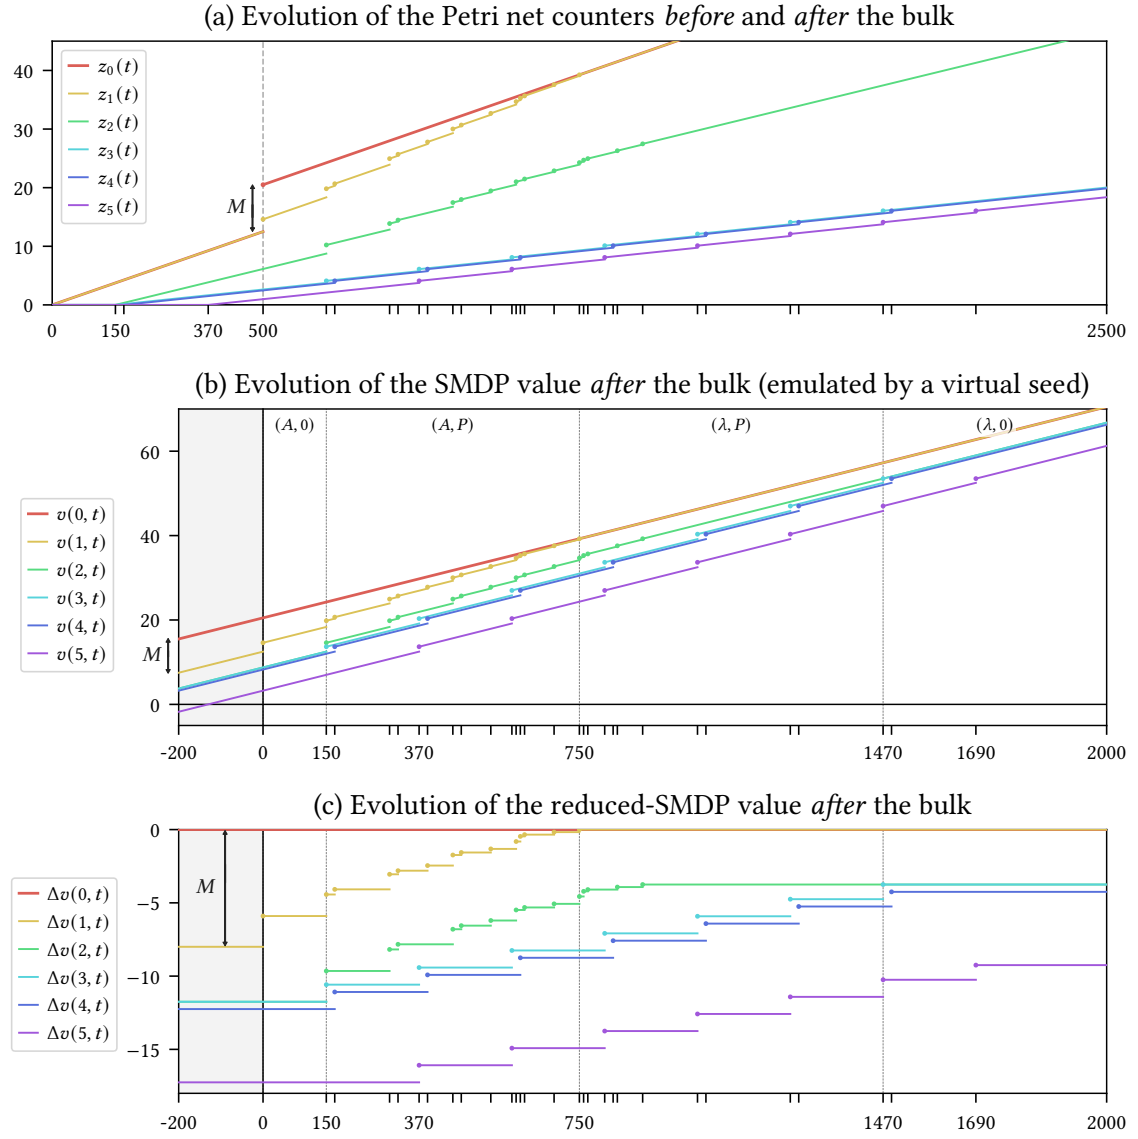 (a) Evolution of the Petri net counters before and after the bulk
40
30
20
10
0
z0(t)
z1(t)
z2(t)
z3(t)
z4(t)
z5(t)
M
0 150 370 500 2500
(b) Evolution of the SMDP value after the bulk (emulated by a virtual seed)
(A, 0) (A, P) (λ, P) (λ, 0)
60
40
20
0
v(0, t)
v(1, t)
v(2, t)
v(3, t)
v(4, t)
v(5, t)
M
-200 0 150 370 750 1470 1690 2000
(c) Evolution of the reduced-SMDP value after the bulk
0
−5
−10
−15
M
Δv(0, t)
Δv(1, t)
Δv(2, t)
Δv(3, t)
Δv(4, t)
Δv(5, t)
-200 0 150 370 750 1470 1690 2000